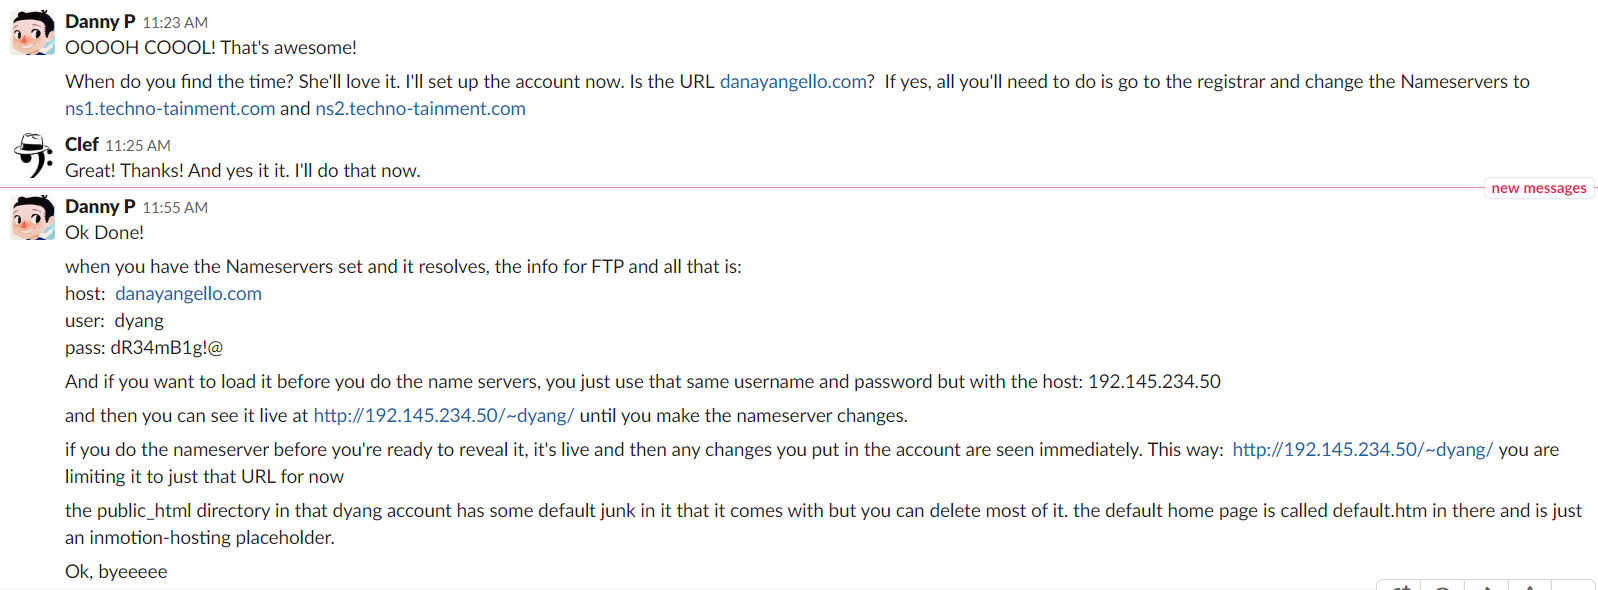 Danny P 11:23 AM
OOOOH COOOL! That's awesome!
When do you find the time? She'll love it. I'll set up the account now. Is the URL danayangello.com?  If yes, all you'll need to do is go to the registrar and change the Nameservers to
ns1.techno-tainment.com and ns2.techno-tainment.com
Clef 11:25 AM
Great! Thanks! And yes it it. I'll do that now.
new messages
Danny P 11:55 AM
Ok Done!
when you have the Nameservers set and it resolves, the info for FTP and all that is:
host:  danayangello.com
user:  dyang
pass: dR34mB1g!@
And if you want to load it before you do the name servers, you just use that same username and password but with the host: 192.145.234.50
and then you can see it live at http://192.145.234.50/~dyang/ until you make the nameserver changes.
if you do the nameserver before you're ready to reveal it, it's live and then any changes you put in the account are seen immediately. This way:  http://192.145.234.50/~dyang/ you are
limiting it to just that URL for now
the public_html directory in that dyang account has some default junk in it that it comes with but you can delete most of it. the default home page is called default.htm in there and is just
an inmotion-hosting placeholder.
Ok, byeeeee